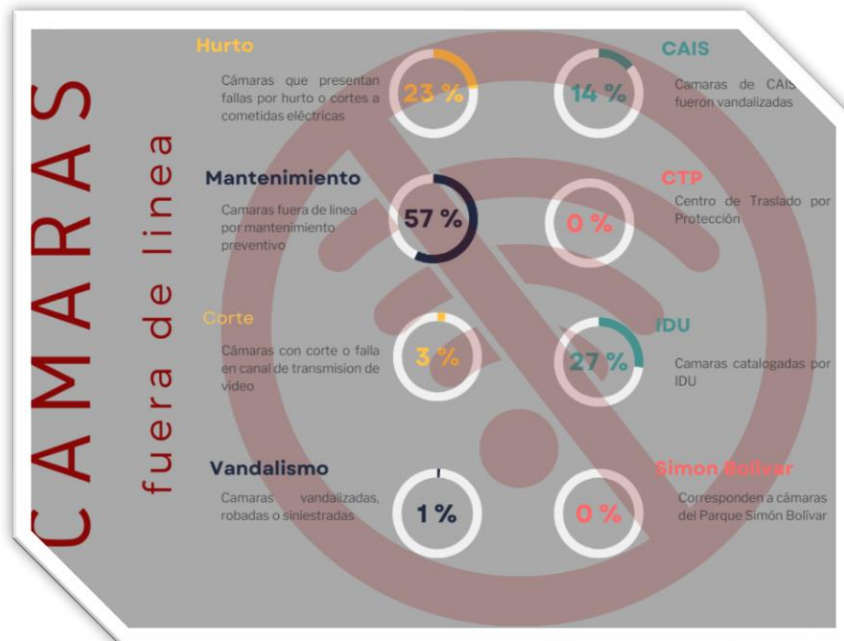 CAMARAS
fuera de linea
Hurto
Cámaras que presentan
fallas por hurto o cortes a
cometidas eléctricas
23 %
Mantenimiento
Camaras fuera de linea
por mantenimiento
preventivo
57 %
Corte
Cámaras con corte o falla
en canal de transmision de
video
3 %
Vandalismo
Camaras vandalizadas,
robadas o siniestradas
1 %
CAIS
Camaras de CAIS
fueron vandalizadas
14 %
CTP
Centro de Traslado por
Protección
0 %
IDU
Camaras catalogadas por
IDU
27 %
Simon Bolivar
Corresponden a cámaras
del Parque Simón Bolívar
0 %